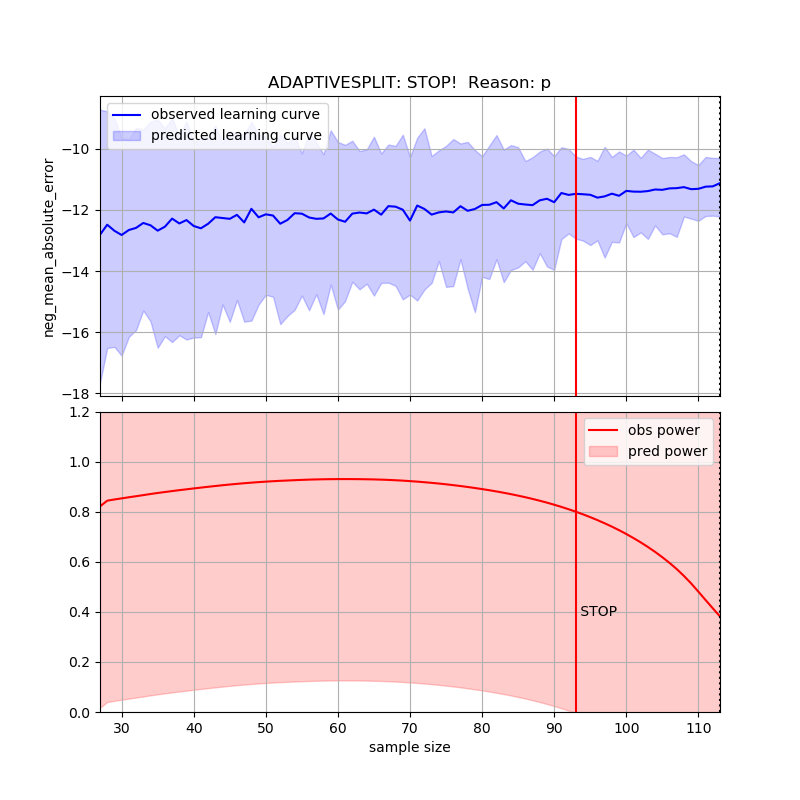 ADAPTIVESPLIT: STOP!  Reason: p
observed learning curve
predicted learning curve
neg_mean_absolute_error
−10
−12
−14
−16
−18
obs power
pred power
STOP
1.2
1.0
0.8
0.6
0.4
0.2
0.0
30 40 50 60 70 80 90 100 110
sample size